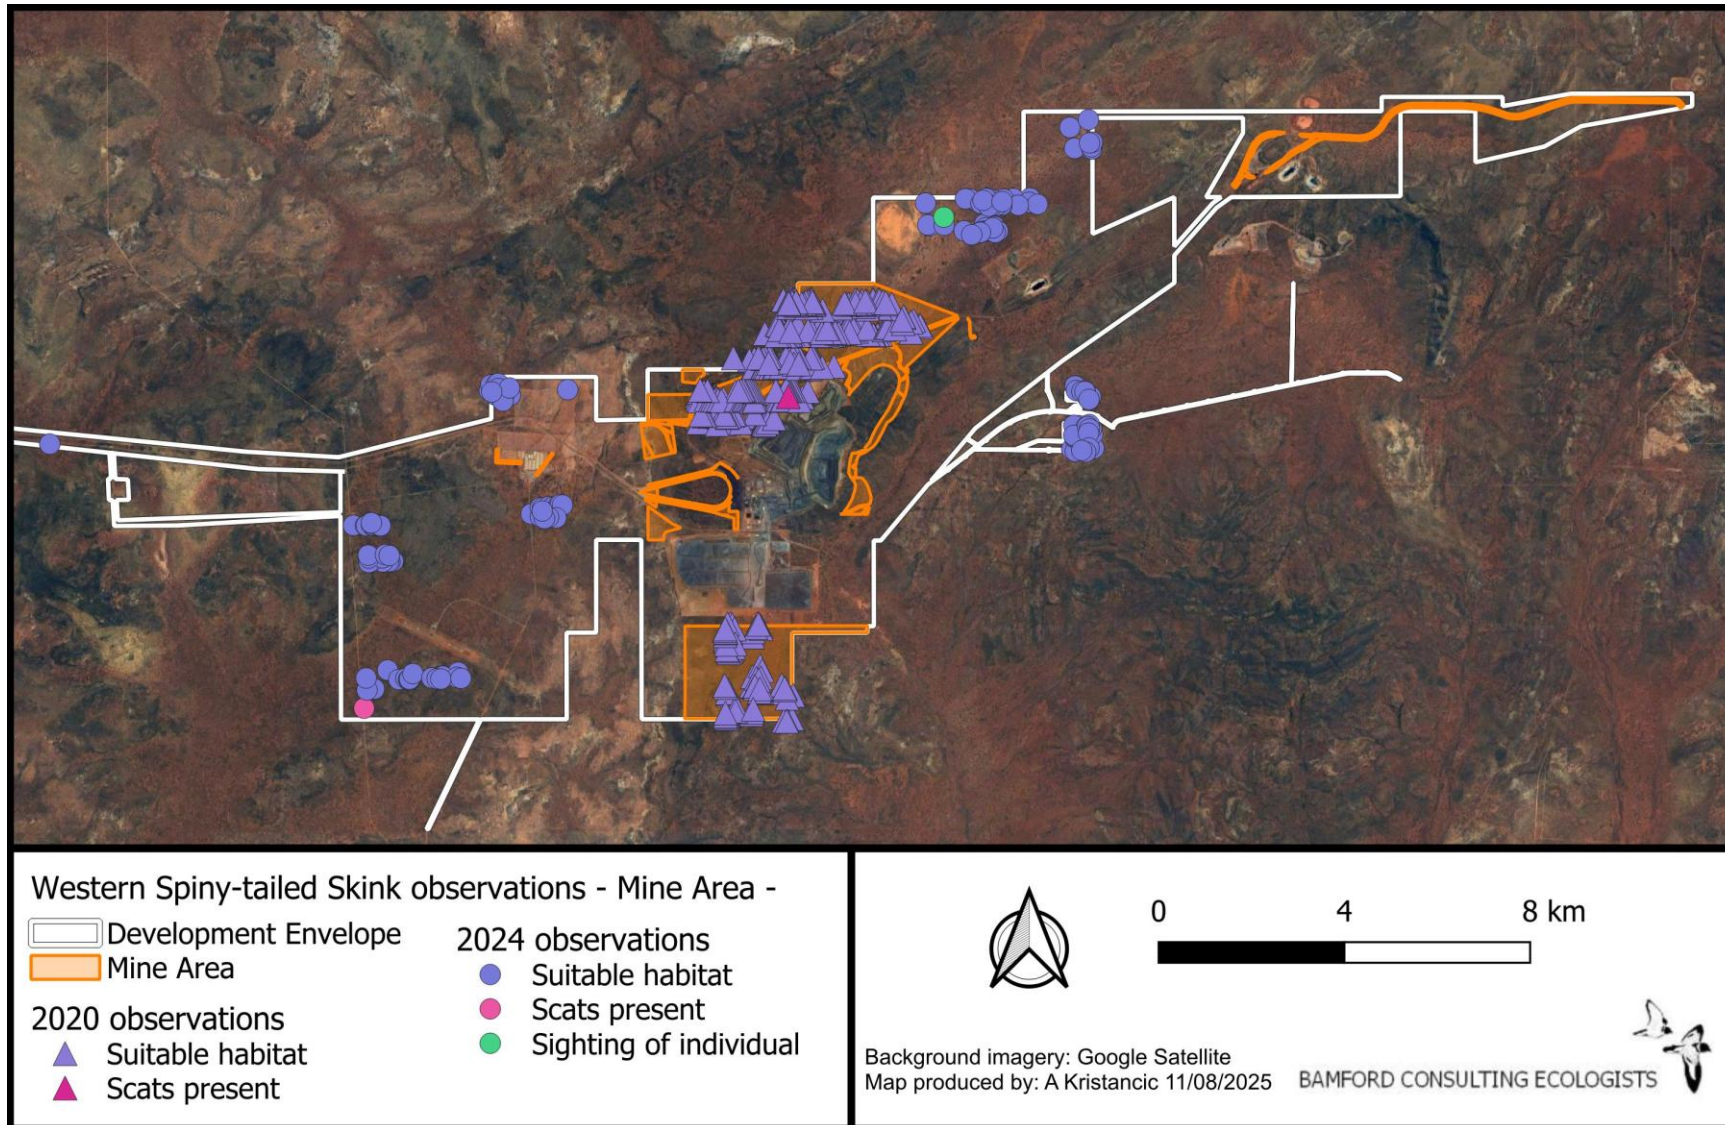 Western Spiny-tailed Skink observations - Mine Area -
Development Envelope
Mine Area
2020 observations
Suitable habitat
Scats present
2024 observations
Suitable habitat
Scats present
Sighting of individual
0 4 8 km
Background imagery: Google Satellite
Map produced by: A Kristancic 11/08/2025
BAMFORD CONSULTING ECOLOGISTS